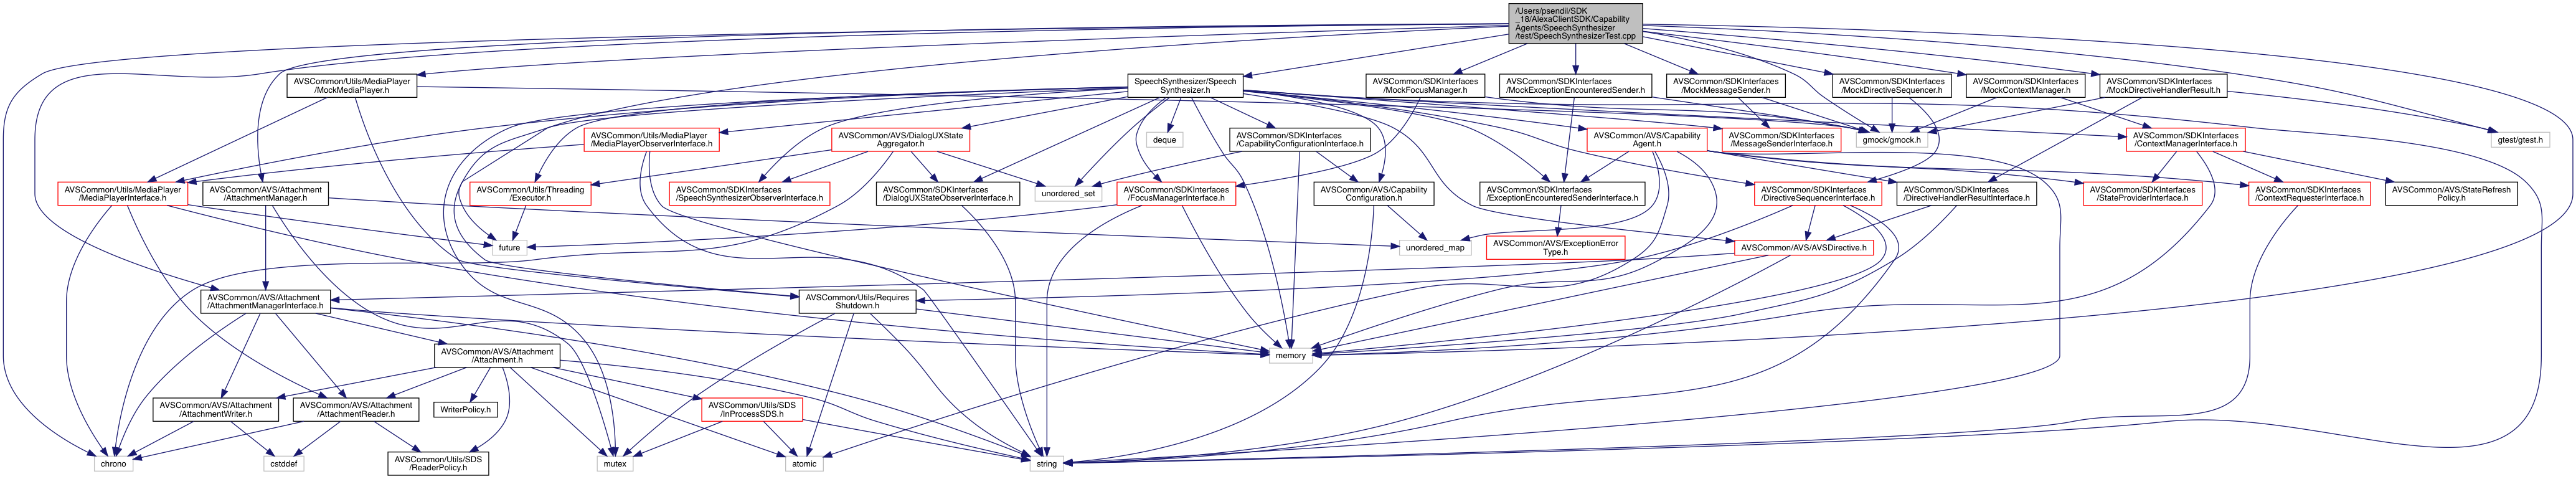 /Users/psendil/SDK
_18/AlexaClientSDK/Capability
Agents/SpeechSynthesizer
/test/SpeechSynthesizerTest.cpp
AVSCommon/Utils/MediaPlayer
/MockMediaPlayer.h
SpeechSynthesizer/Speech
Synthesizer.h
AVSCommon/SDKInterfaces
/MockFocusManager.h
AVSCommon/SDKInterfaces
/MockExceptionEncounteredSender.h
AVSCommon/SDKInterfaces
/MockMessageSender.h
AVSCommon/SDKInterfaces
/MockDirectiveSequencer.h
AVSCommon/SDKInterfaces
/MockContextManager.h
AVSCommon/SDKInterfaces
/MockDirectiveHandlerResult.h
AVSCommon/Utils/MediaPlayer
/MediaPlayerObserverInterface.h
AVSCommon/AVS/DialogUXState
Aggregator.h
deque
AVSCommon/SDKInterfaces
/CapabilityConfigurationInterface.h
AVSCommon/AVS/Capability
Agent.h
AVSCommon/SDKInterfaces
/MessageSenderInterface.h
gmock/gmock.h
AVSCommon/SDKInterfaces
/ContextManagerInterface.h
gtest/gtest.h
AVSCommon/Utils/MediaPlayer
/MediaPlayerInterface.h
AVSCommon/AVS/Attachment
/AttachmentManager.h
AVSCommon/Utils/Threading
/Executor.h
AVSCommon/SDKInterfaces
/SpeechSynthesizerObserverInterface.h
AVSCommon/SDKInterfaces
/DialogUXStateObserverInterface.h
unordered_set
AVSCommon/SDKInterfaces
/FocusManagerInterface.h
AVSCommon/AVS/Capability
Configuration.h
AVSCommon/SDKInterfaces
/ExceptionEncounteredSenderInterface.h
AVSCommon/SDKInterfaces
/DirectiveSequencerInterface.h
AVSCommon/SDKInterfaces
/DirectiveHandlerResultInterface.h
AVSCommon/SDKInterfaces
/StateProviderInterface.h
AVSCommon/SDKInterfaces
/ContextRequesterInterface.h
AVSCommon/AVS/StateRefresh
Policy.h
future
unordered_map
AVSCommon/AVS/ExceptionError
Type.h
AVSCommon/AVS/AVSDirective.h
AVSCommon/AVS/Attachment
/AttachmentManagerInterface.h
AVSCommon/Utils/Requires
Shutdown.h
AVSCommon/AVS/Attachment
/Attachment.h
memory
AVSCommon/AVS/Attachment
/AttachmentWriter.h
AVSCommon/AVS/Attachment
/AttachmentReader.h
WriterPolicy.h
AVSCommon/Utils/SDS
/InProcessSDS.h
chrono
cstddef
AVSCommon/Utils/SDS
/ReaderPolicy.h
mutex
atomic
string